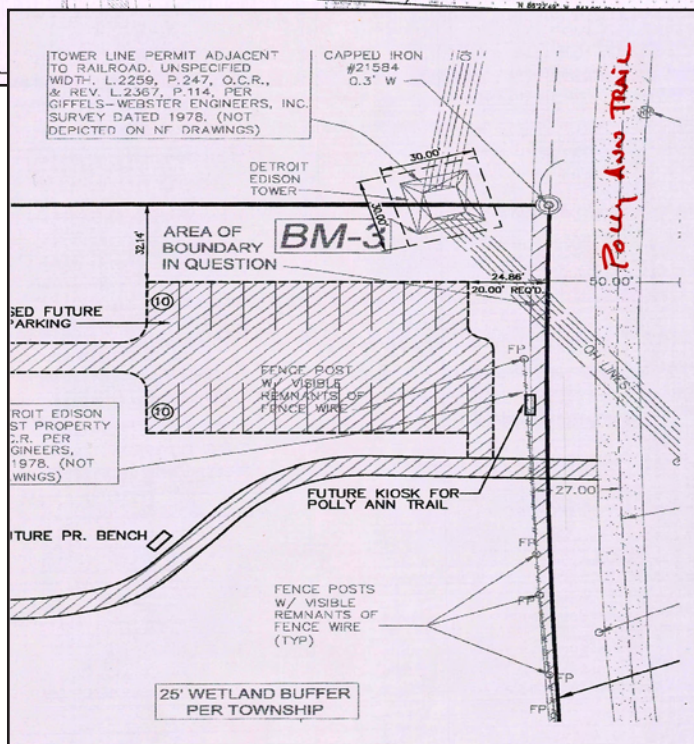 TOWER LINE PERMIT ADJACENT
TO RAILROAD. UNSPECIFIED
WIDTH. L.2259, P.247, O.C.R.,
& REV. L.2367, P.114, PER
GIFFELS-WEBSTER ENGINEERS, INC.
SURVEY DATED 1978. (NOT
DEPICTED ON NF DRAWINGS)
CAPPED IRON
#21584
0.3' W
Polly Ann TRAIL
30.00'
30.00'
DETROIT
EDISON
TOWER
32.14'
AREA OF
BOUNDARY
IN QUESTION
BM-3
24.86'
20.00' REQ'D.
50.00'
SED FUTURE
PARKING
10
OH LINES
FP
FENCE POST
W/ VISIBLE
REMNANTS OF
FENCE WIRE
10
TROIT EDISON
ST PROPERTY
C.R. PER
GINEERS,
1978. (NOT
WINGS)
27.00'
FUTURE KIOSK FOR
POLLY ANN TRAIL
UTURE PR. BENCH
FENCE POSTS
W/ VISIBLE
REMNANTS OF
FENCE WIRE
(TYP)
FP
FP
FP
FP
25' WETLAND BUFFER
PER TOWNSHIP